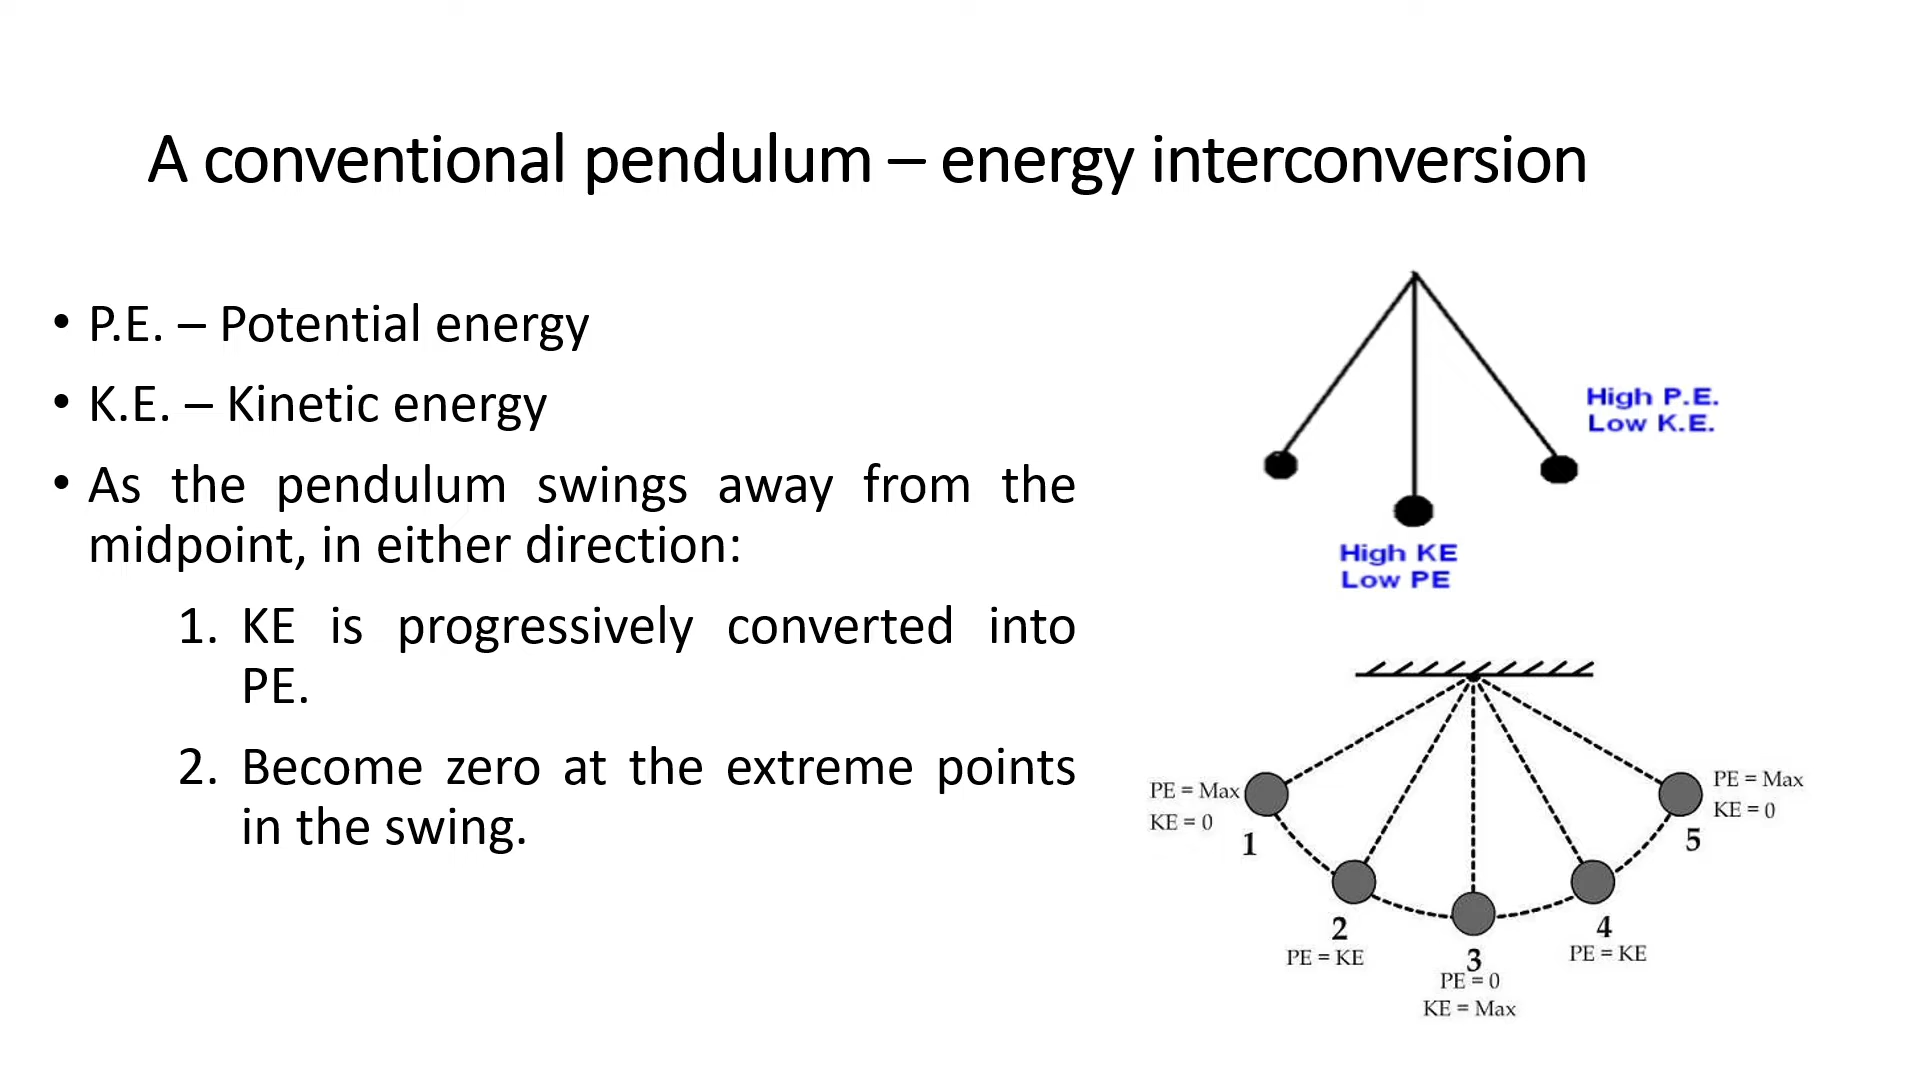 A conventional pendulum – energy interconversion
• P.E. – Potential energy
• K.E. – Kinetic energy
• As the pendulum swings away from the
midpoint, in either direction:
1. KE is progressively converted into
PE.
2. Become zero at the extreme points
in the swing.
High P.E.
Low K.E.
High KE
Low PE
PE = Max
KE = 0
1
2
PE = KE
3
PE = 0
KE = Max
4
PE = KE
PE = Max
KE = 0
5